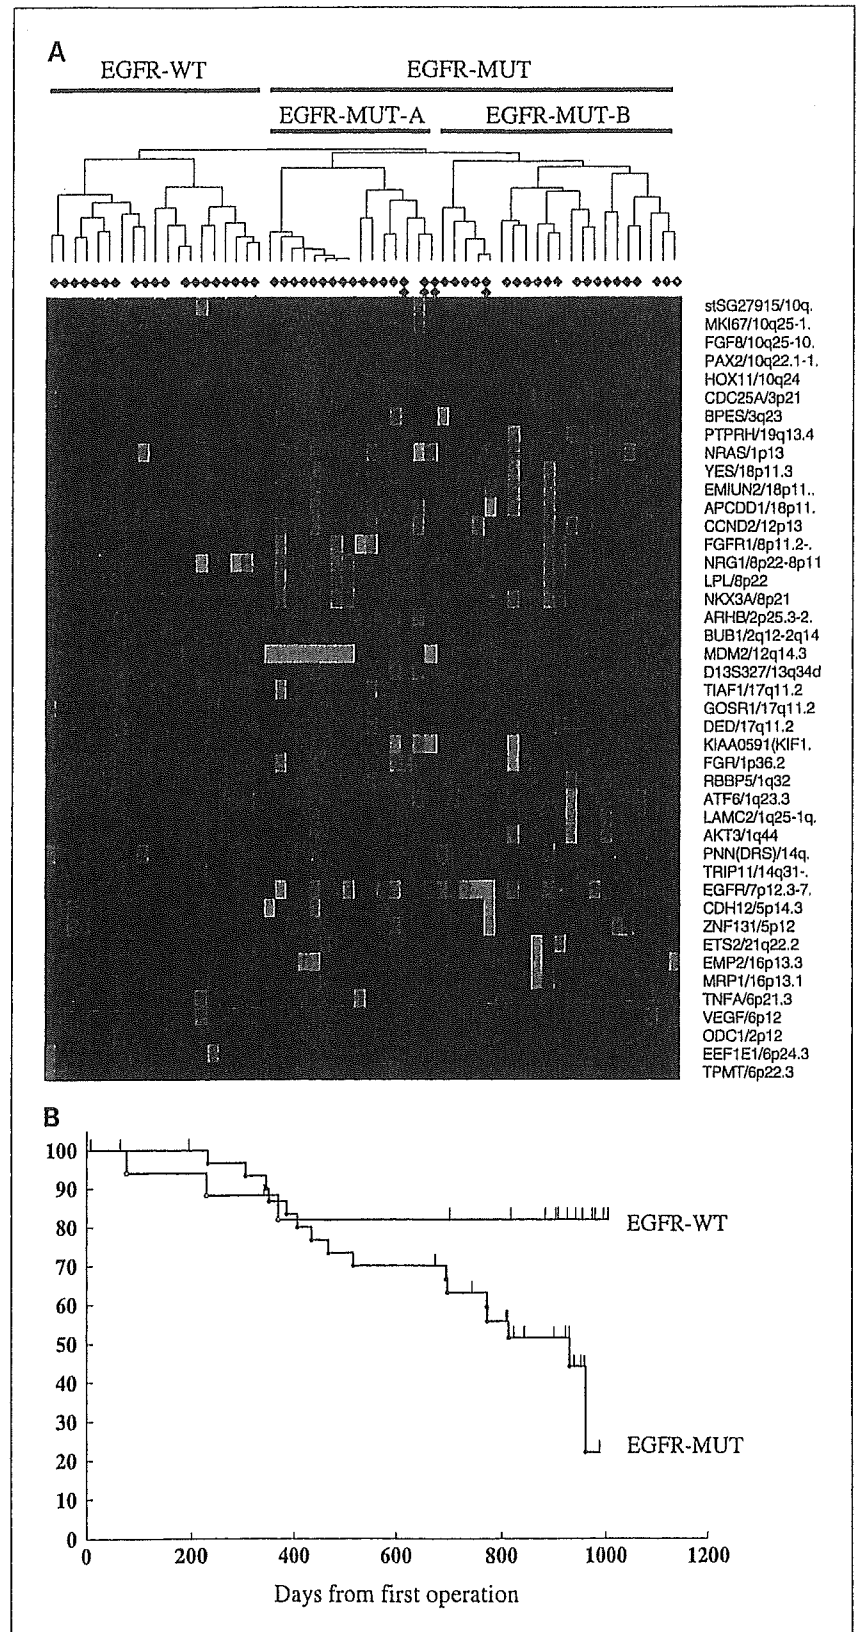 A
EGFR-WT
EGFR-MUT
EGFR-MUT-A
EGFR-MUT-B
stSG27915/10q.
MKI67/10q25-1.
FGF8/10q25-10.
PAX2/10q22.1-1.
HOX11/10q24
CDC25A/3p21
BPES/3q23
PTPRH/19q13.4
NRAS/1p13
YES/18p11.3
EMIUN2/18p11..
APCDD1/18p11.
CCND2/12p13
FGFR1/8p11.2-.
NRG1/8p22-8p11
LPL/8p22
NKX3A/8p21
ARHB/2p25.3-2.
BUB1/2q12-2q14
MDM2/12q14.3
D13S327/13q34d
TIAF1/17q11.2
GOSR1/17q11.2
DED/17q11.2
KIAA0591(KIF1.
FGR/1p36.2
RBBP5/1q32
ATF6/1q23.3
LAMC2/1q25-1q.
AKT3/1q44
PNN(DRS)/14q.
TRIP11/14q31-.
EGFR/7p12.3-7.
CDH12/5p14.3
ZNF131/5p12
ETS2/21q22.2
EMP2/16p13.3
MRP1/16p13.1
TNFA/6p21.3
VEGF/6p12
ODC1/2p12
EEF1E1/6p24.3
TPMT/6p22.3
B
100
90
80
70
60
50
40
30
20
10
0
EGFR-WT
EGFR-MUT
0 200 400 600 800 1000 1200
Days from first operation